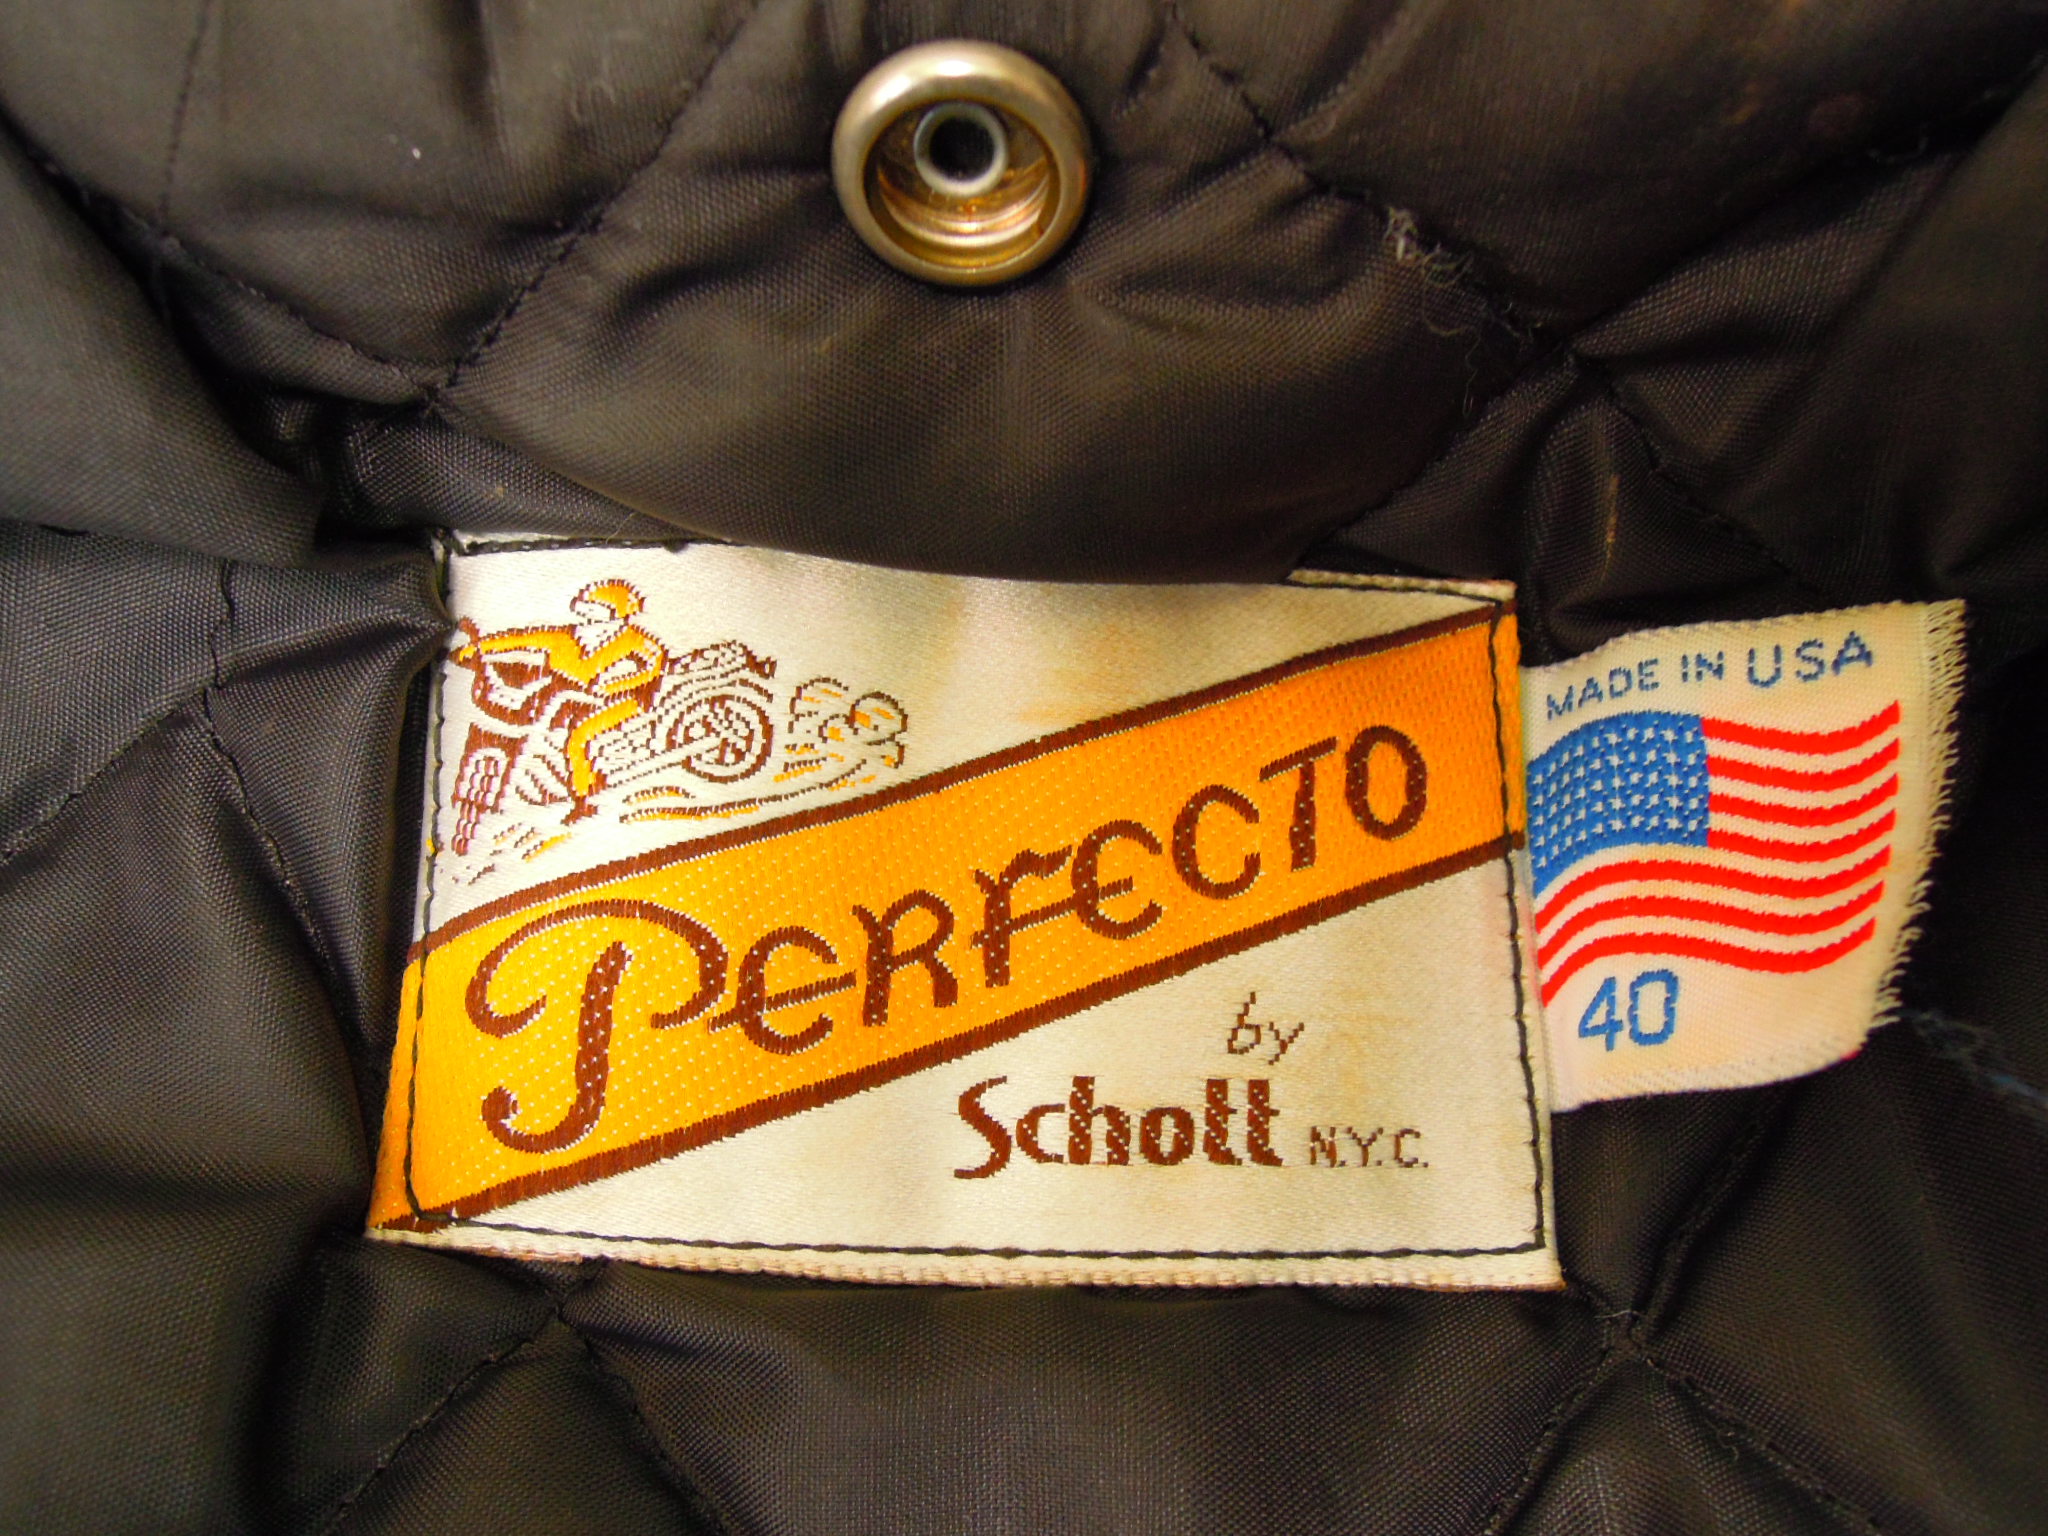 PERFECTO
by
Schott N.Y.C.
MADE IN USA
40